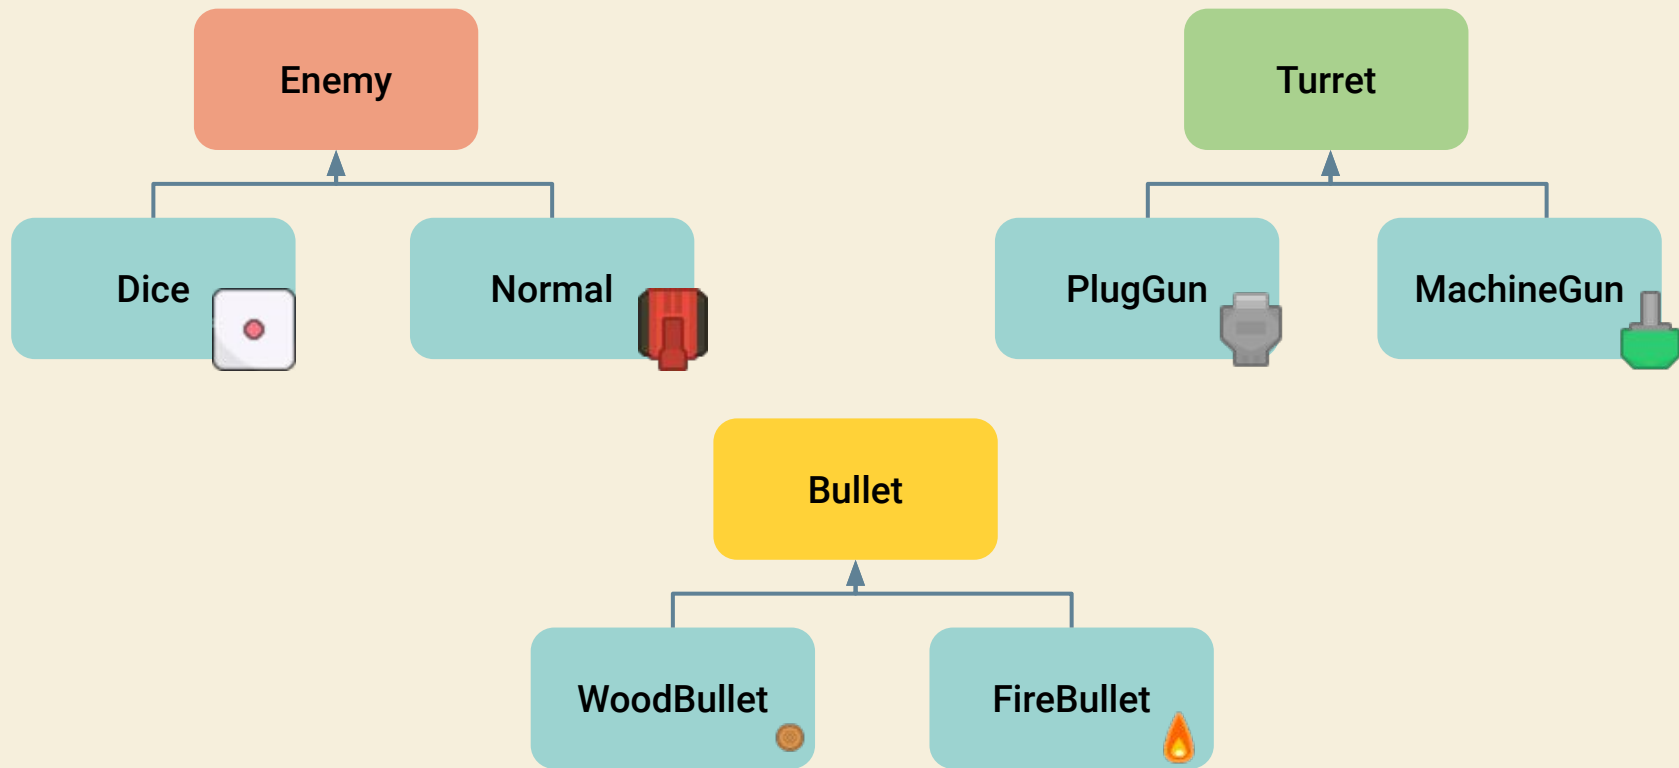 Enemy
Turret
Dice
Normal
PlugGun
MachineGun
Bullet
WoodBullet
FireBullet